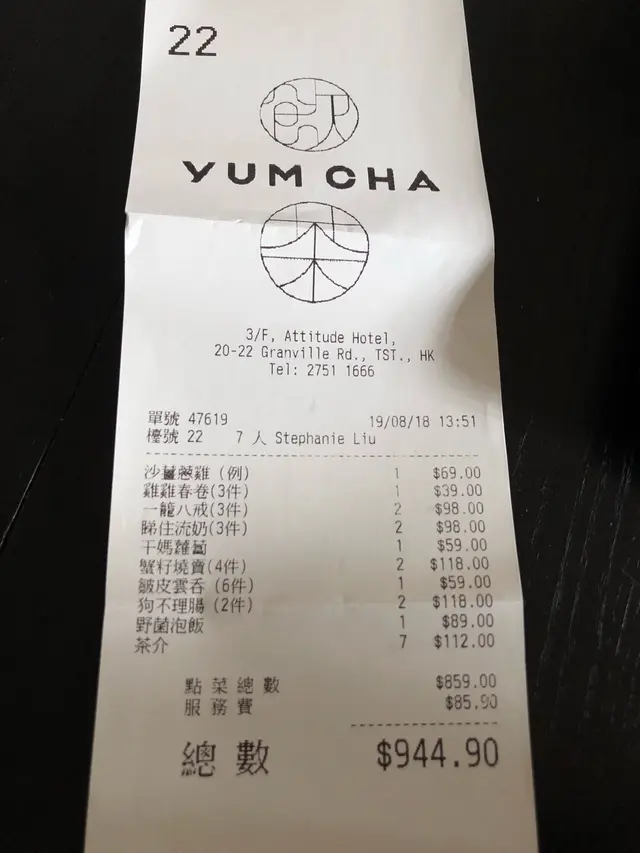 22
飲
YUM CHA
茶
3/F, Attitude Hotel,
20-22 Granville Rd., TST., HK
Tel: 2751 1666
單號 47619 19/08/18 13:51
檯號 22 7 人 Stephanie Liu
沙薑蔥雞 (例) 1 $69.00
雞雞春卷(3件) 1 $39.00
一籠八戒(3件) 2 $98.00
睇住流奶(3件) 2 $98.00
干媽蘿蔔 1 $59.00
蟹籽燒賣(4件) 2 $118.00
皺皮雲吞 (6件) 1 $59.00
狗不理腸 (2件) 2 $118.00
野菌泡飯 1 $89.00
茶介 7 $112.00
點菜總數 $859.00
服務費 $85.90
總數 $944.90